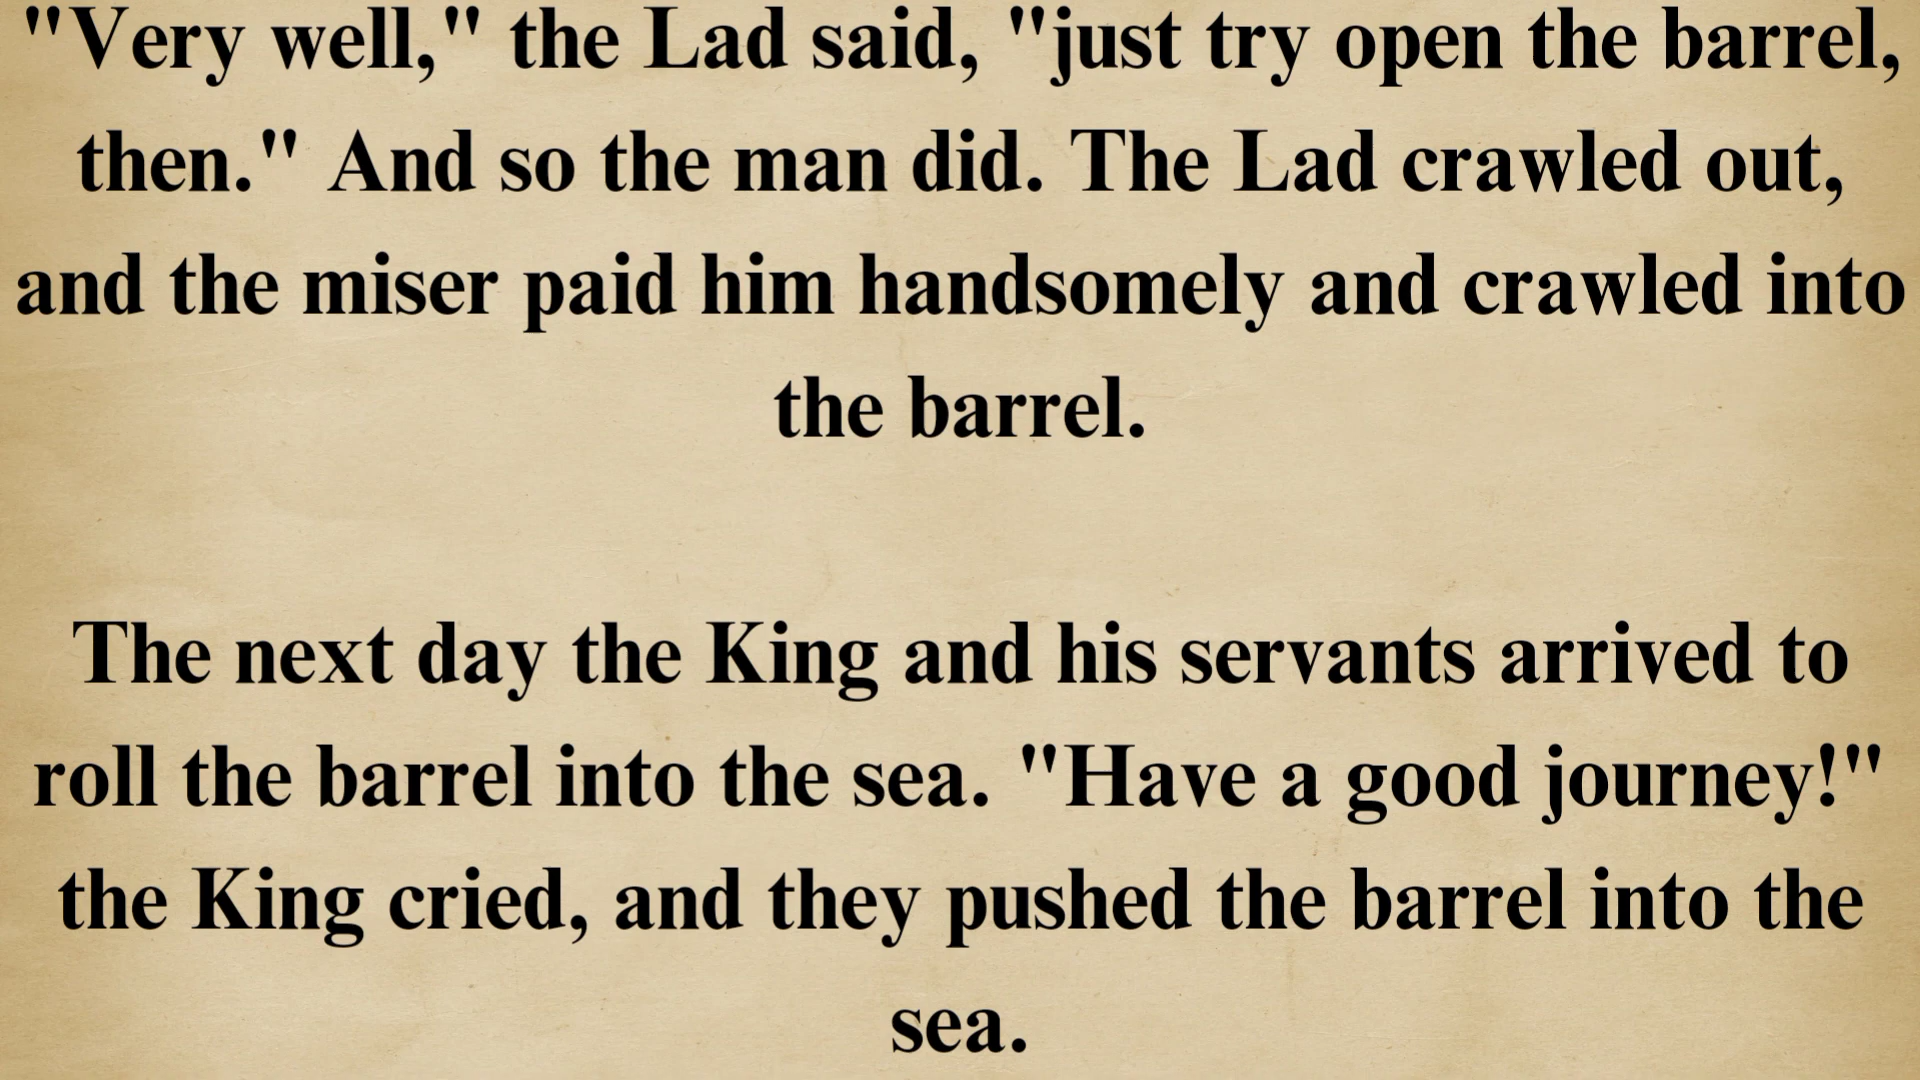 "Very well," the Lad said, "just try open the barrel,
then." And so the man did. The Lad crawled out,
and the miser paid him handsomely and crawled into
the barrel.
The next day the King and his servants arrived to
roll the barrel into the sea. "Have a good journey!"
the King cried, and they pushed the barrel into the
sea.